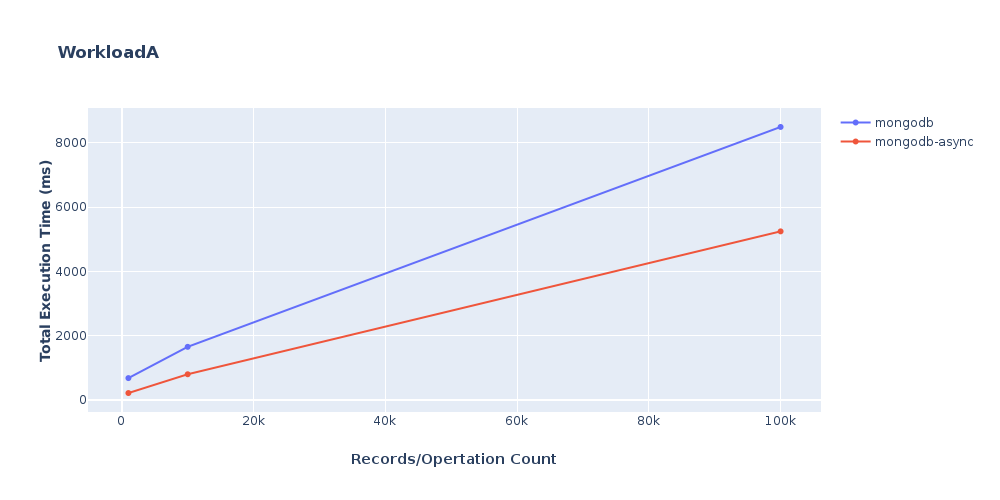 WorkloadA
mongodb
mongodb-async
Total Execution Time (ms)
8000
6000
4000
2000
0
0 20k 40k 60k 80k 100k
Records/Opertation Count